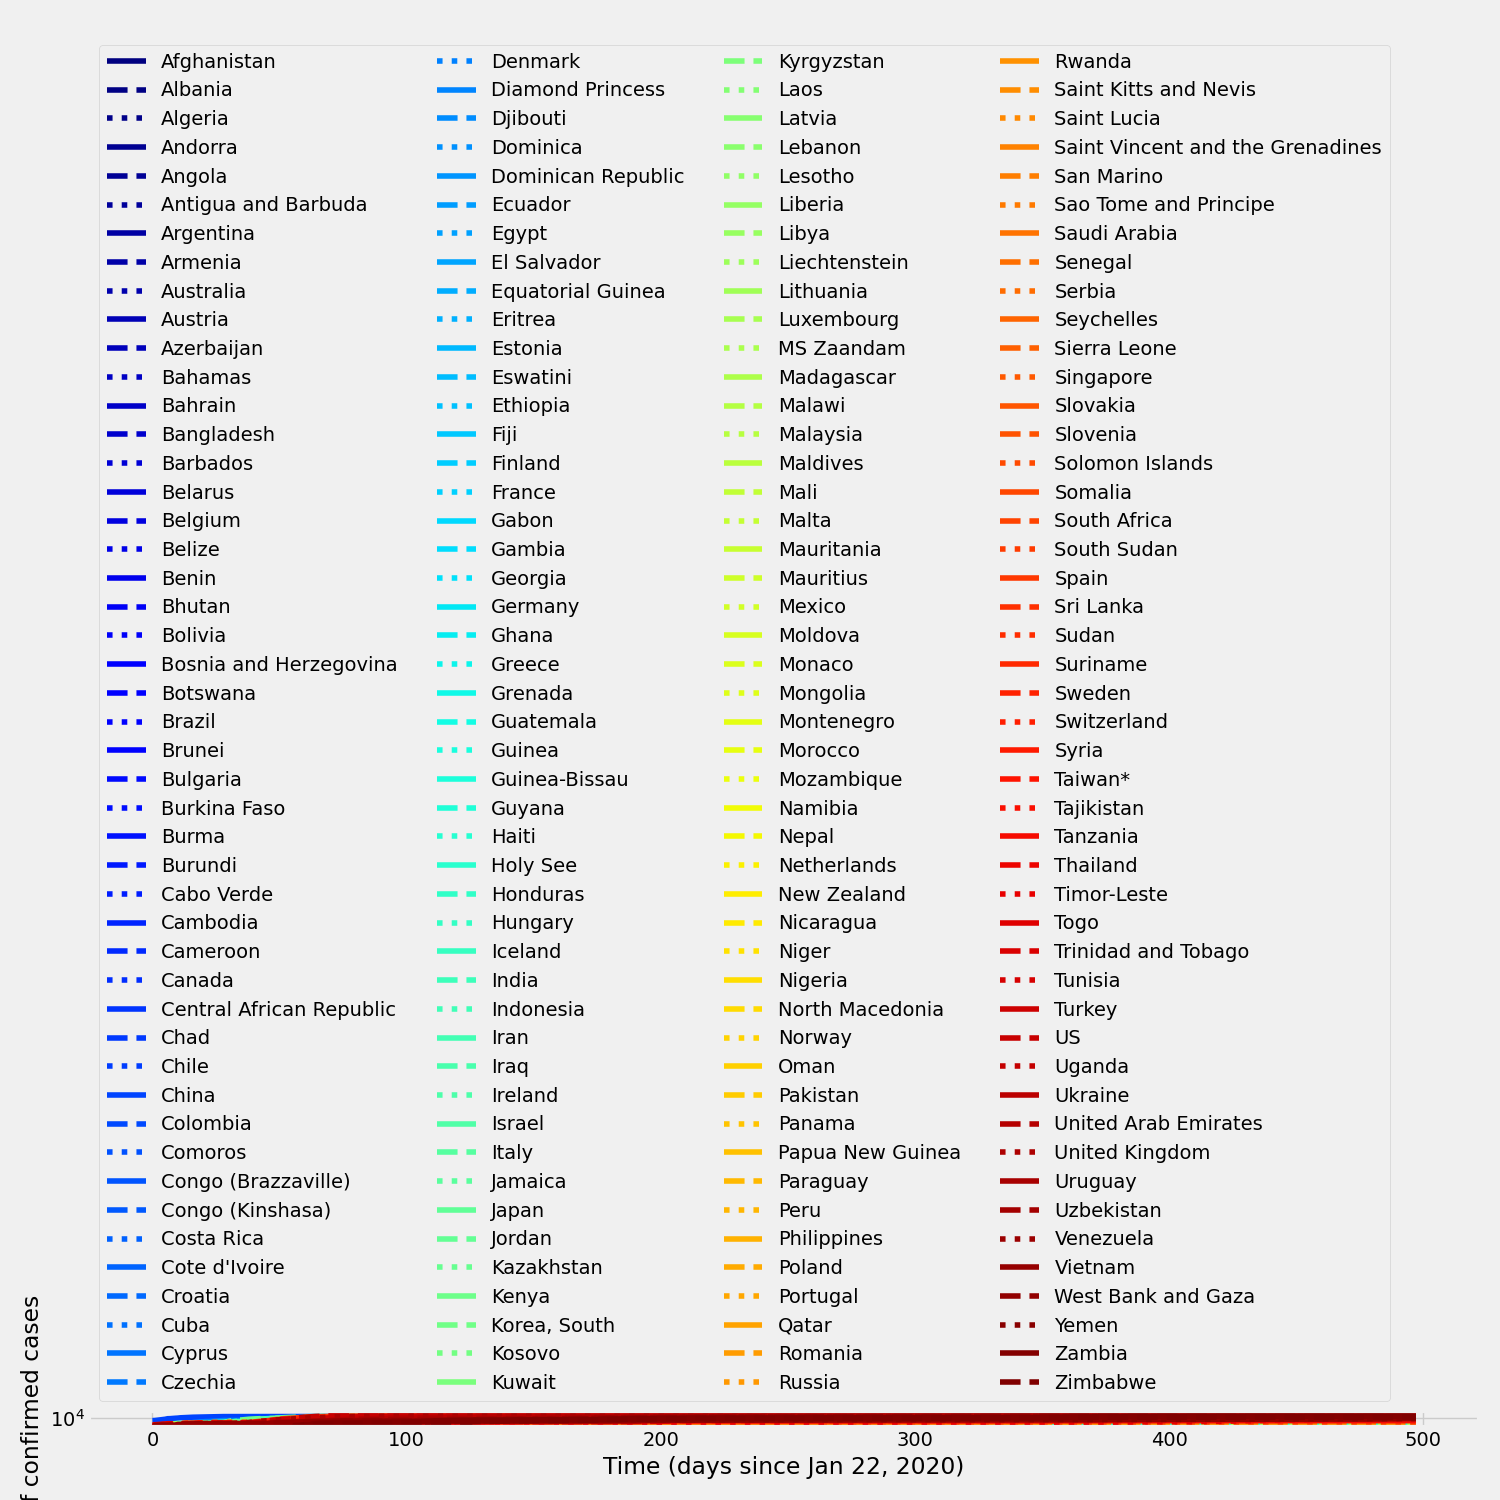 Afghanistan
Albania
Algeria
Andorra
Angola
Antigua and Barbuda
Argentina
Armenia
Australia
Austria
Azerbaijan
Bahamas
Bahrain
Bangladesh
Barbados
Belarus
Belgium
Belize
Benin
Bhutan
Bolivia
Bosnia and Herzegovina
Botswana
Brazil
Brunei
Bulgaria
Burkina Faso
Burma
Burundi
Cabo Verde
Cambodia
Cameroon
Canada
Central African Republic
Chad
Chile
China
Colombia
Comoros
Congo (Brazzaville)
Congo (Kinshasa)
Costa Rica
Cote d'Ivoire
Croatia
Cuba
Cyprus
Czechia
Denmark
Diamond Princess
Djibouti
Dominica
Dominican Republic
Ecuador
Egypt
El Salvador
Equatorial Guinea
Eritrea
Estonia
Eswatini
Ethiopia
Fiji
Finland
France
Gabon
Gambia
Georgia
Germany
Ghana
Greece
Grenada
Guatemala
Guinea
Guinea-Bissau
Guyana
Haiti
Holy See
Honduras
Hungary
Iceland
India
Indonesia
Iran
Iraq
Ireland
Israel
Italy
Jamaica
Japan
Jordan
Kazakhstan
Kenya
Korea, South
Kosovo
Kuwait
Kyrgyzstan
Laos
Latvia
Lebanon
Lesotho
Liberia
Libya
Liechtenstein
Lithuania
Luxembourg
MS Zaandam
Madagascar
Malawi
Malaysia
Maldives
Mali
Malta
Mauritania
Mauritius
Mexico
Moldova
Monaco
Mongolia
Montenegro
Morocco
Mozambique
Namibia
Nepal
Netherlands
New Zealand
Nicaragua
Niger
Nigeria
North Macedonia
Norway
Oman
Pakistan
Panama
Papua New Guinea
Paraguay
Peru
Philippines
Poland
Portugal
Qatar
Romania
Russia
Rwanda
Saint Kitts and Nevis
Saint Lucia
Saint Vincent and the Grenadines
San Marino
Sao Tome and Principe
Saudi Arabia
Senegal
Serbia
Seychelles
Sierra Leone
Singapore
Slovakia
Slovenia
Solomon Islands
Somalia
South Africa
South Sudan
Spain
Sri Lanka
Sudan
Suriname
Sweden
Switzerland
Syria
Taiwan*
Tajikistan
Tanzania
Thailand
Timor-Leste
Togo
Trinidad and Tobago
Tunisia
Turkey
US
Uganda
Ukraine
United Arab Emirates
United Kingdom
Uruguay
Uzbekistan
Venezuela
Vietnam
West Bank and Gaza
Yemen
Zambia
Zimbabwe
10⁴
0 100 200 300 400 500
Time (days since Jan 22, 2020)
f confirmed cases